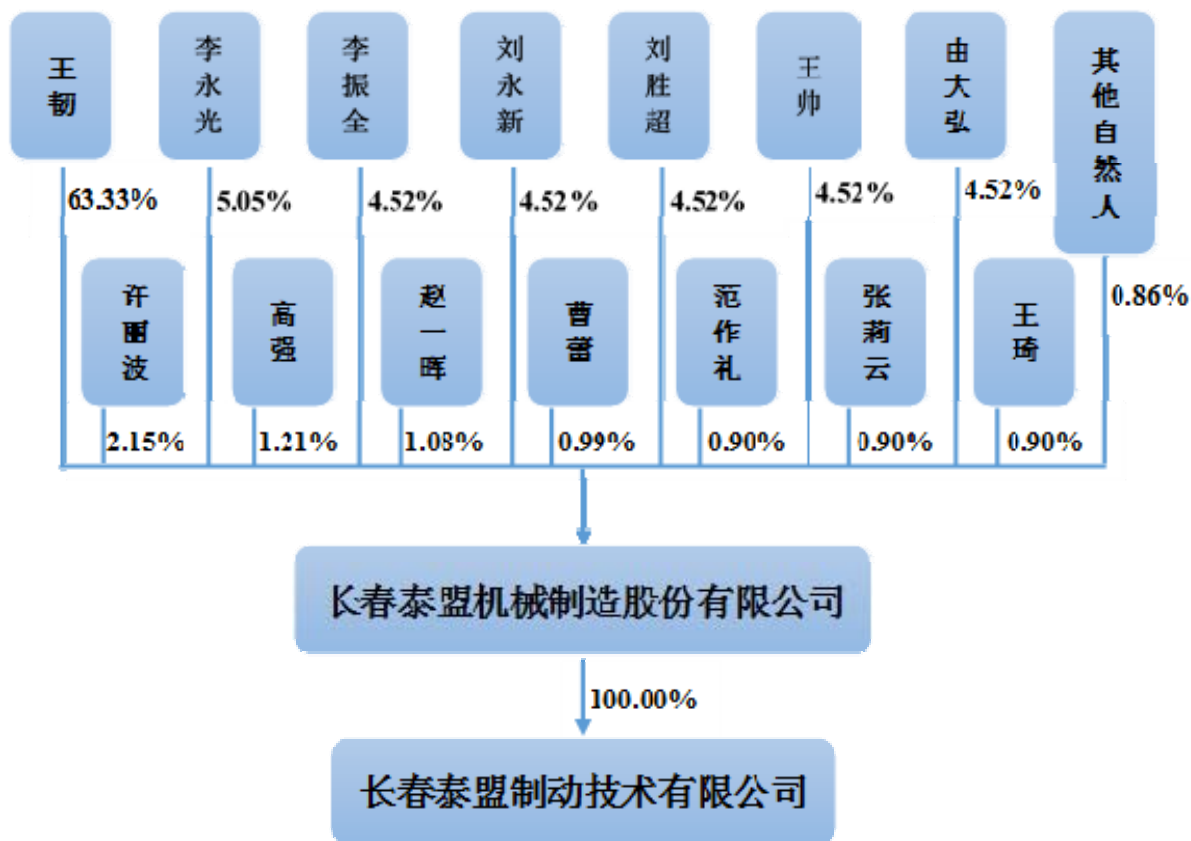 王韧
李永光
李振全
刘永新
刘胜超
王帅
由大弘
其他自然人
63.33%
5.05%
4.52%
4.52%
4.52%
4.52%
4.52%
0.86%
许丽波
高强
赵一晖
曹蕾
范作礼
张莉云
王琦
2.15%
1.21%
1.08%
0.99%
0.90%
0.90%
0.90%
长春泰盟机械制造股份有限公司
100.00%
长春泰盟制动技术有限公司